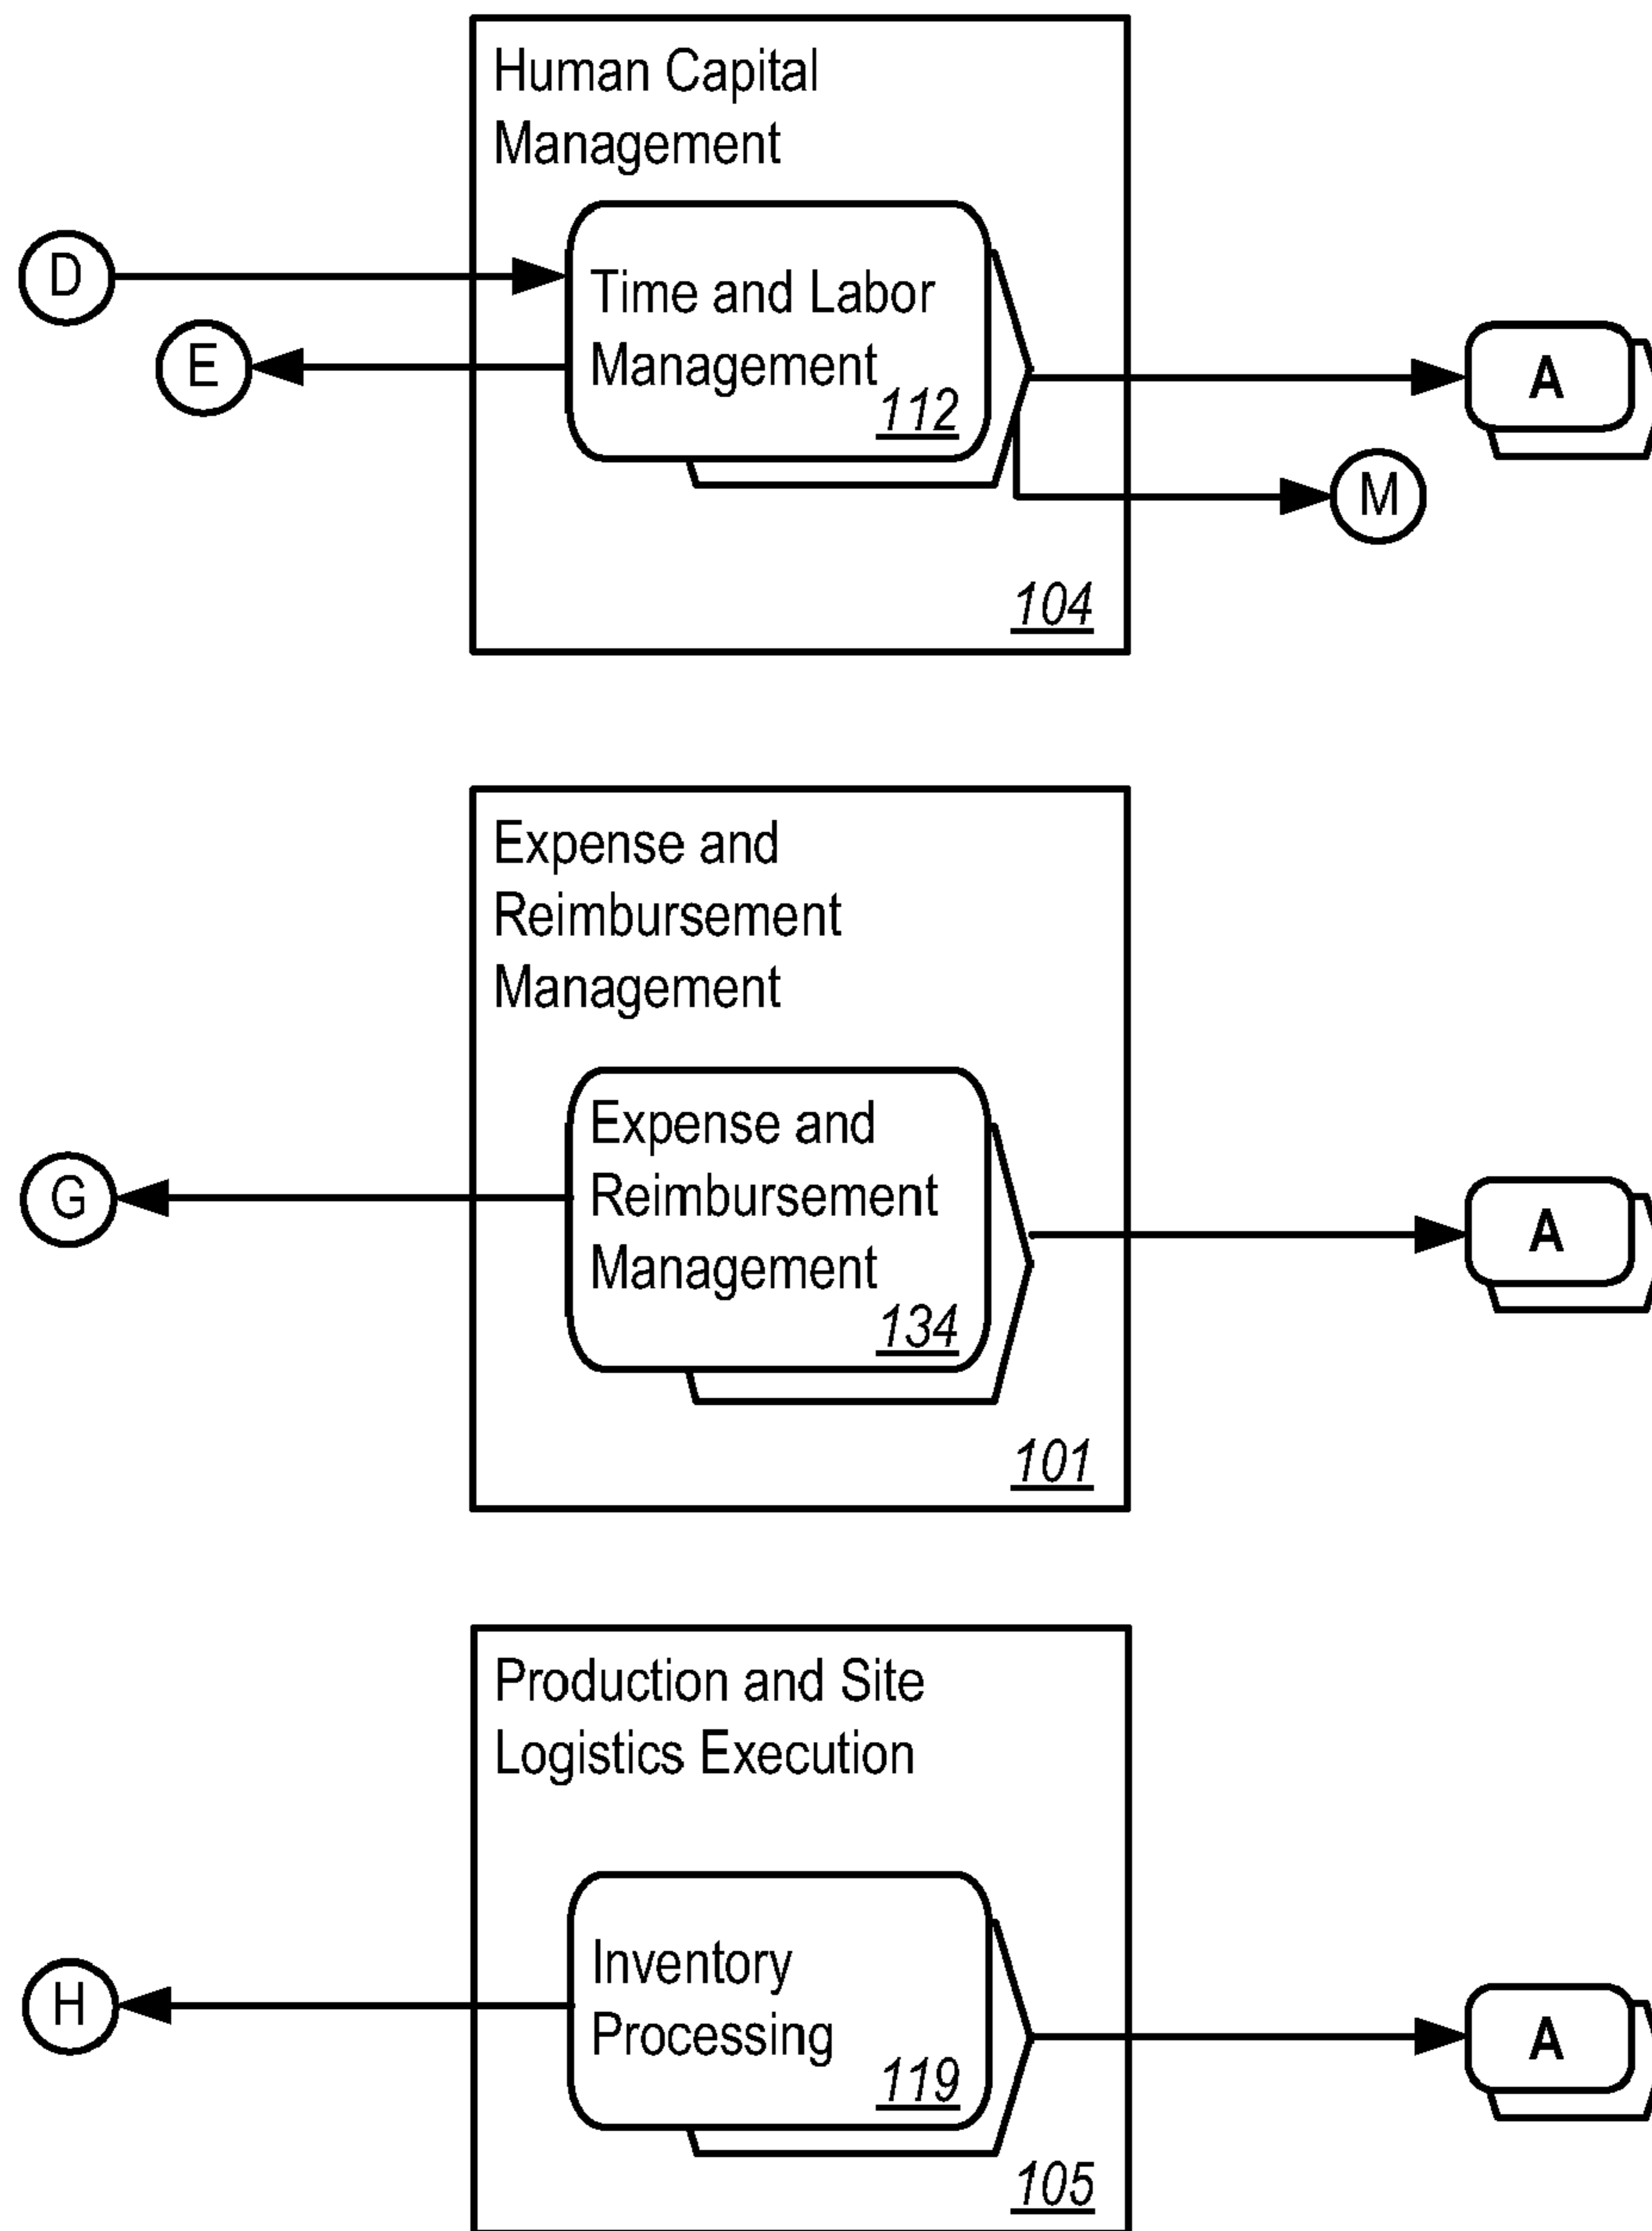 Human Capital
Management
D
Time and Labor
Management
112
E
A
M
104
Expense and
Reimbursement
Management
Expense and
Reimbursement
Management
134
G
A
101
Production and Site
Logistics Execution
Inventory
Processing
119
H
A
105